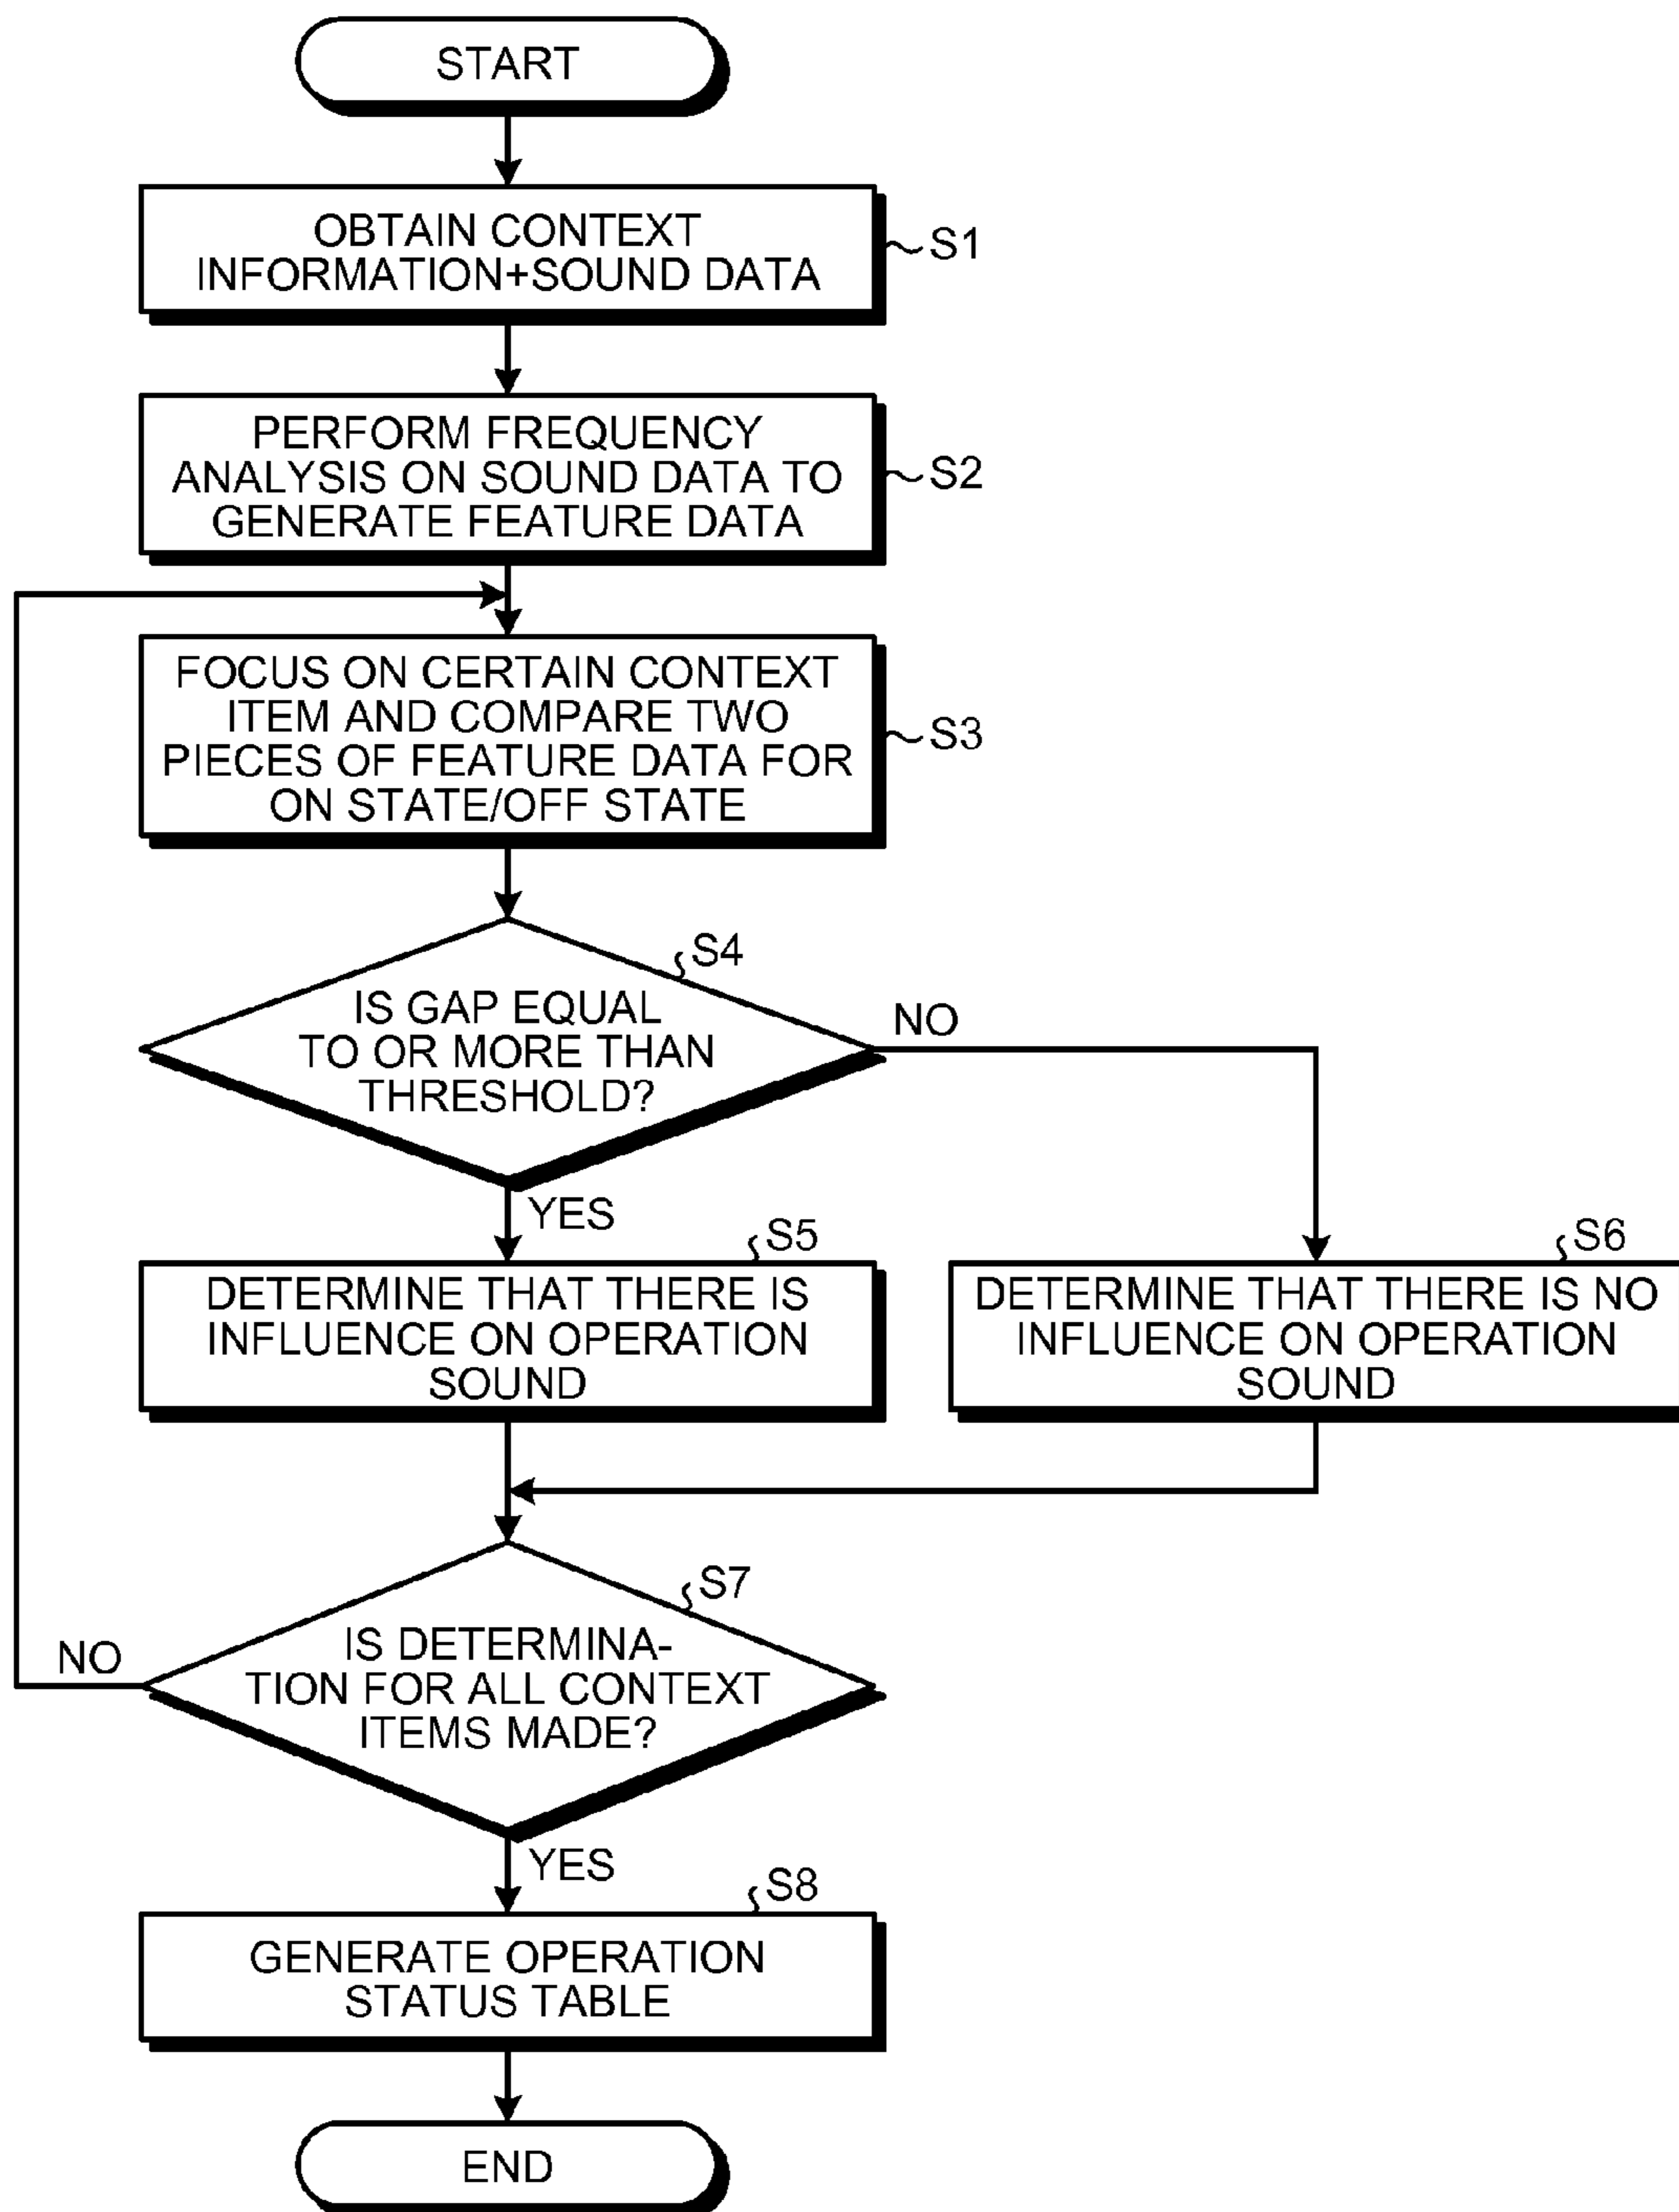 START
OBTAIN CONTEXT
INFORMATION+SOUND DATA
S1
PERFORM FREQUENCY
ANALYSIS ON SOUND DATA TO
GENERATE FEATURE DATA
S2
FOCUS ON CERTAIN CONTEXT
ITEM AND COMPARE TWO
PIECES OF FEATURE DATA FOR
ON STATE/OFF STATE
S3
S4
IS GAP EQUAL
TO OR MORE THAN
THRESHOLD?
NO
YES
S5
DETERMINE THAT THERE IS
INFLUENCE ON OPERATION
SOUND
S6
DETERMINE THAT THERE IS NO
INFLUENCE ON OPERATION
SOUND
S7
IS DETERMINA-
TION FOR ALL CONTEXT
ITEMS MADE?
NO
YES
S8
GENERATE OPERATION
STATUS TABLE
END